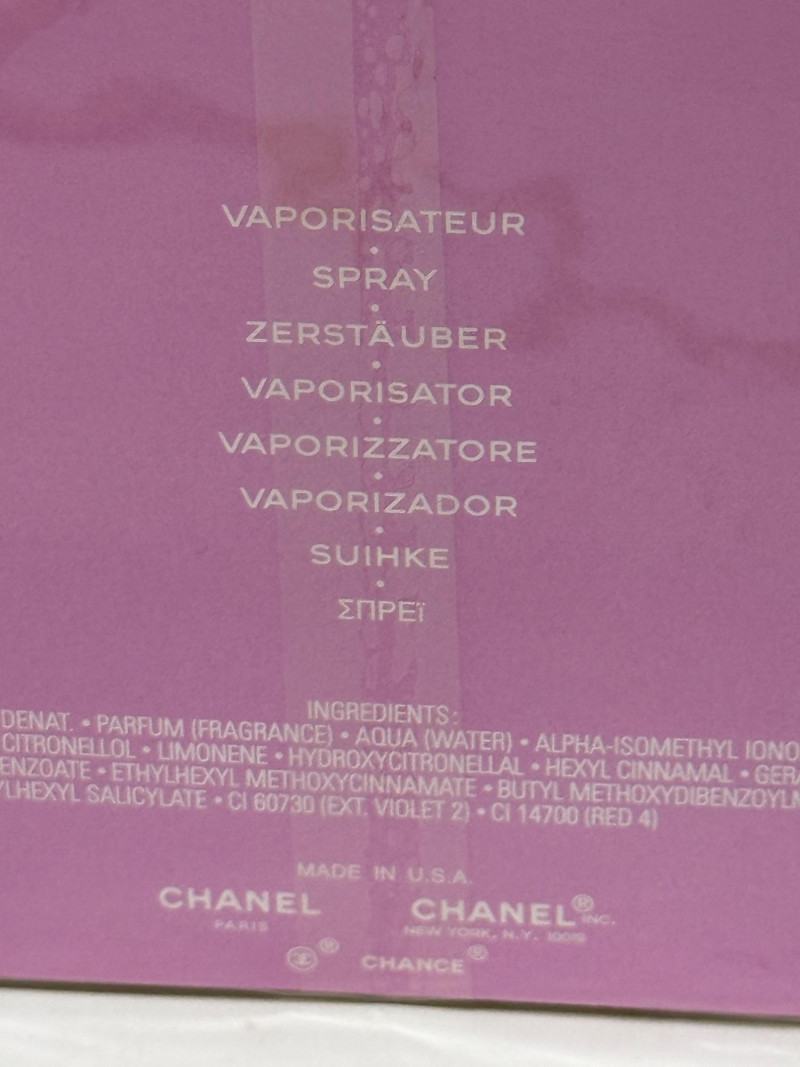 VAPORISATEUR
•
SPRAY
•
ZERSTÄUBER
•
VAPORISATOR
•
VAPORIZZATORE
•
VAPORIZADOR
•
SUIHKE
•
ΣΠΡΕΪ
INGREDIENTS:
DENAT. • PARFUM (FRAGRANCE) • AQUA (WATER) • ALPHA-ISOMETHYL IONO
CITRONELLOL • LIMONENE • HYDROXYCITRONELLAL • HEXYL CINNAMAL • GERA
ENZOATE • ETHYLHEXYL METHOXYCINNAMATE • BUTYL METHOXYDIBENZOYLM
YLHEXYL SALICYLATE • CI 60730 (EXT. VIOLET 2) • CI 14700 (RED 4)
MADE IN U.S.A.
CHANEL CHANEL® INC.
PARIS NEW YORK, N.Y. 10019
® CHANCE®